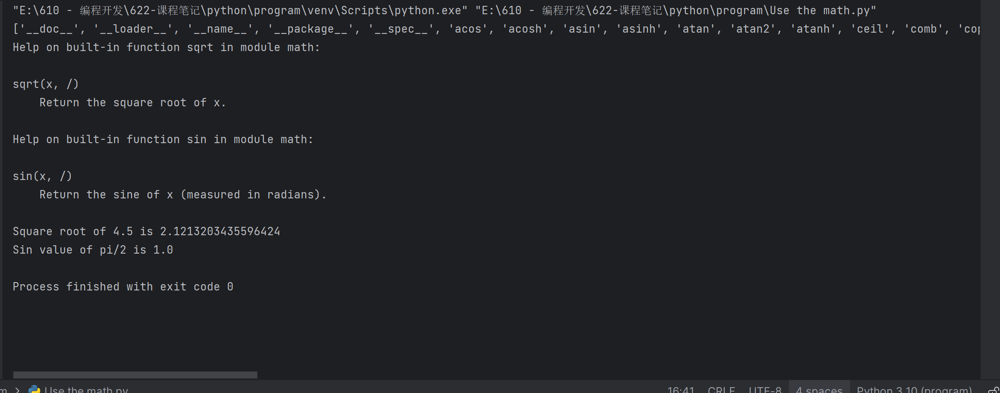 "E:\610 - 编程开发\622-课程笔记\python\program\venv\Scripts\python.exe" "E:\610 - 编程开发\622-课程笔记\python\program\Use the math.py"
['__doc__', '__loader__', '__name__', '__package__', '__spec__', 'acos', 'acosh', 'asin', 'asinh', 'atan', 'atan2', 'atanh', 'ceil', 'comb', 'cop
Help on built-in function sqrt in module math:
sqrt(x, /)
Return the square root of x.
Help on built-in function sin in module math:
sin(x, /)
Return the sine of x (measured in radians).
Square root of 4.5 is 2.1213203435596424
Sin value of pi/2 is 1.0
Process finished with exit code 0
m > Use the math.py 16:41 CRLF UTF-8 4 spaces Python 3.10 (program)